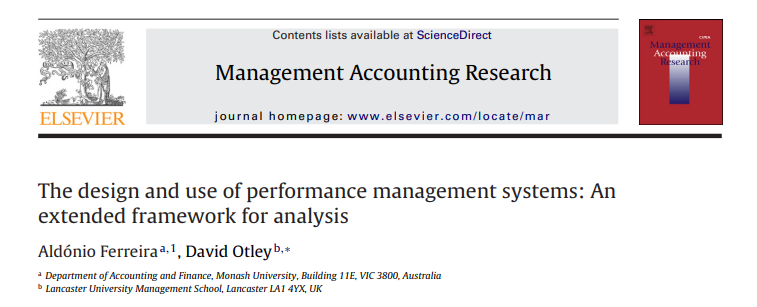 Contents lists available at ScienceDirect
Management Accounting Research
journal homepage: www.elsevier.com/locate/mar
ELSEVIER
Management
Accounting
Research
The design and use of performance management systems: An
extended framework for analysis
Aldónio Ferreira a,1, David Otley b,∗
a Department of Accounting and Finance, Monash University, Building 11E, VIC 3800, Australia
b Lancaster University Management School, Lancaster LA1 4YX, UK